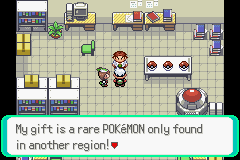 My gift is a rare POKéMON only found
in another region!♥